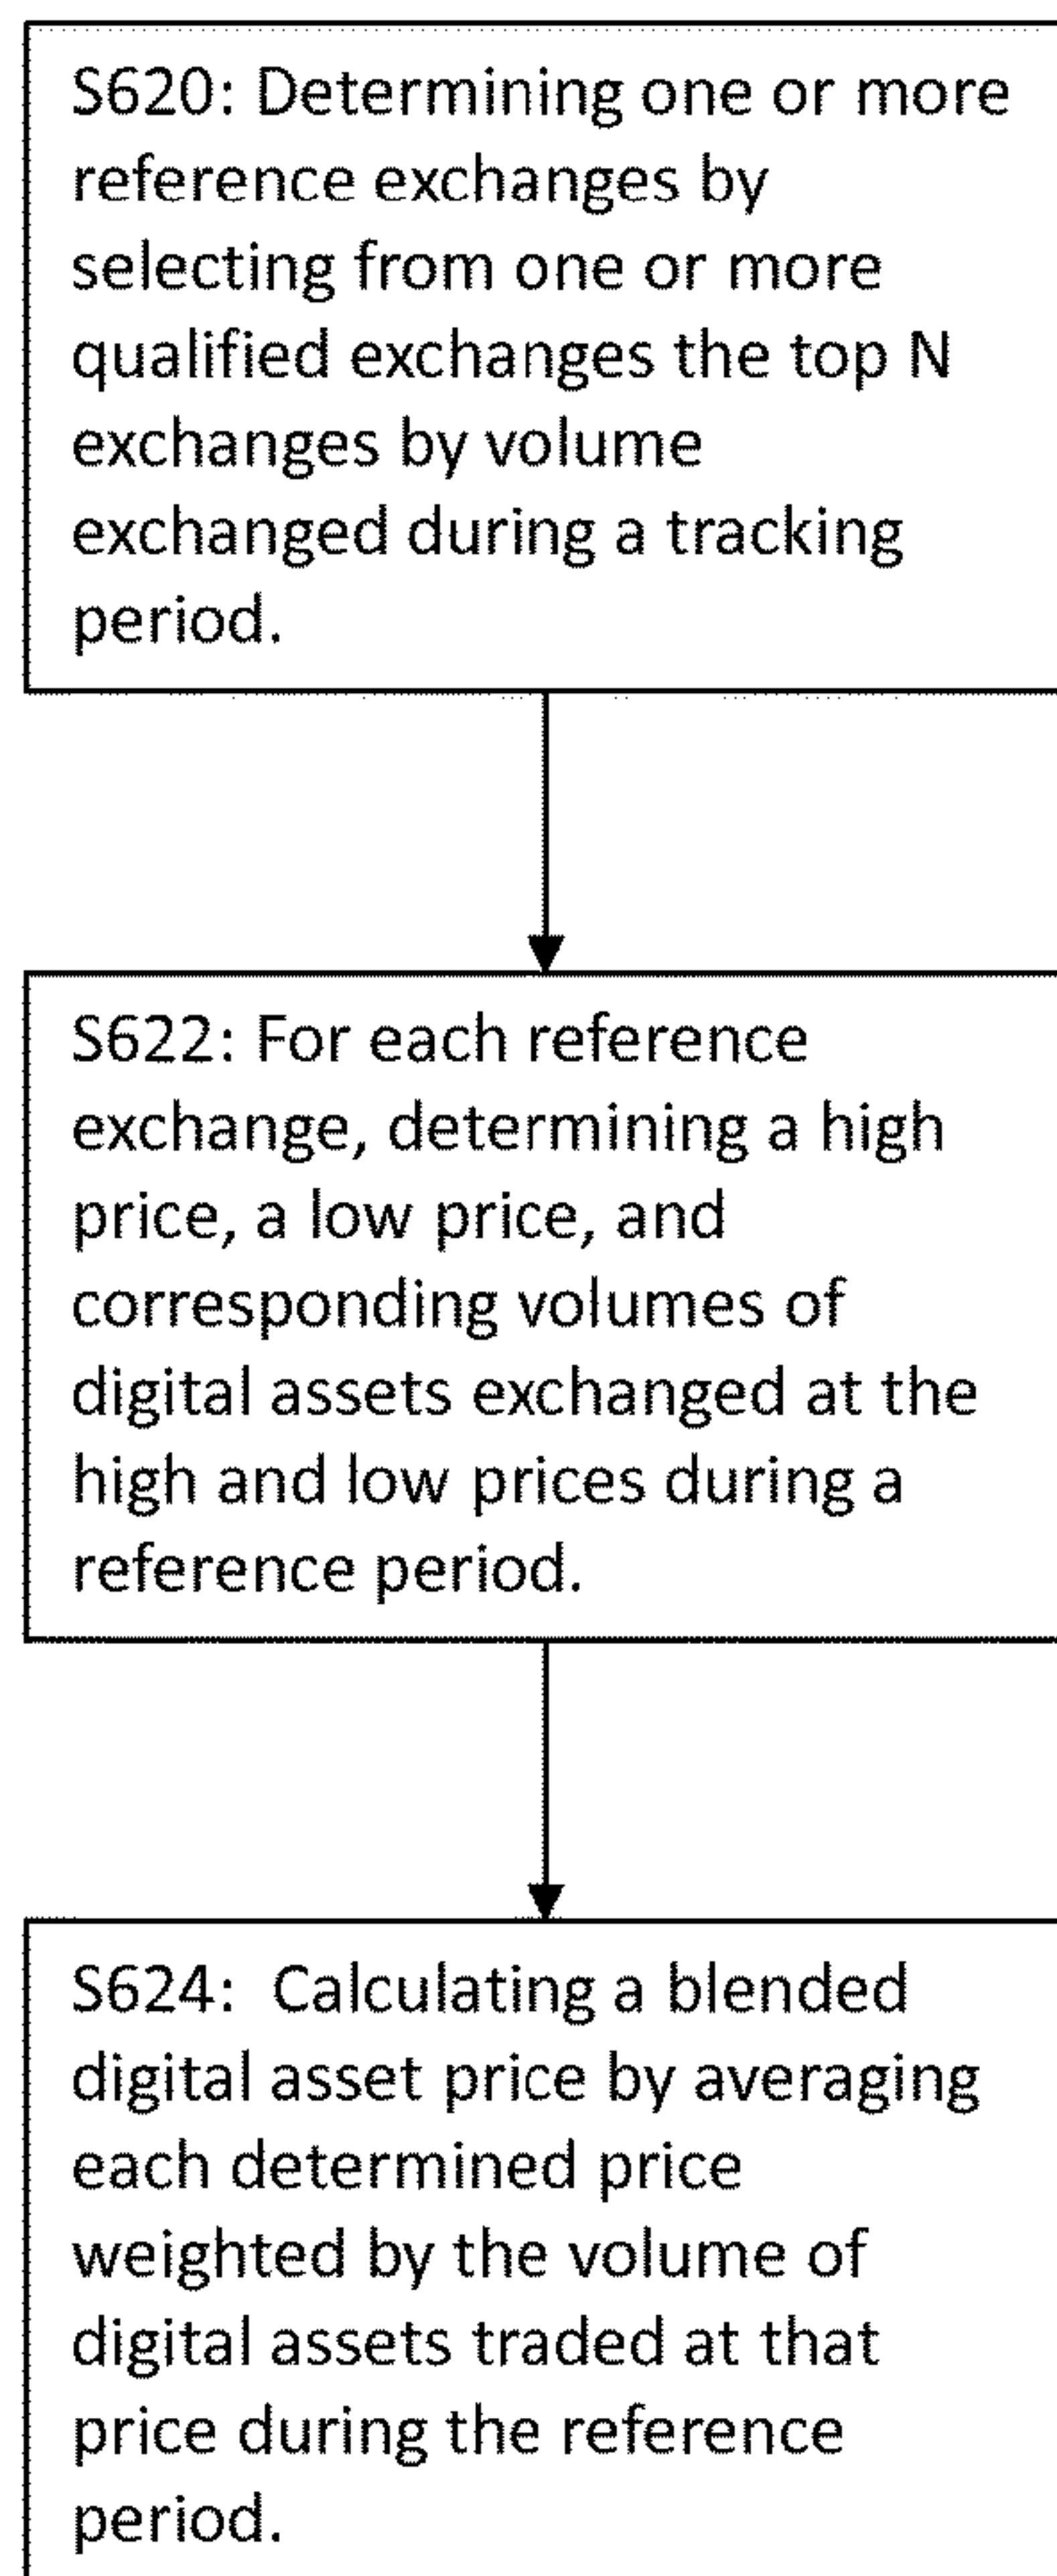 S620: Determining one or more
reference exchanges by
selecting from one or more
qualified exchanges the top N
exchanges by volume
exchanged during a tracking
period.
S622: For each reference
exchange, determining a high
price, a low price, and
corresponding volumes of
digital assets exchanged at the
high and low prices during a
reference period.
S624:  Calculating a blended
digital asset price by averaging
each determined price
weighted by the volume of
digital assets traded at that
price during the reference
period.